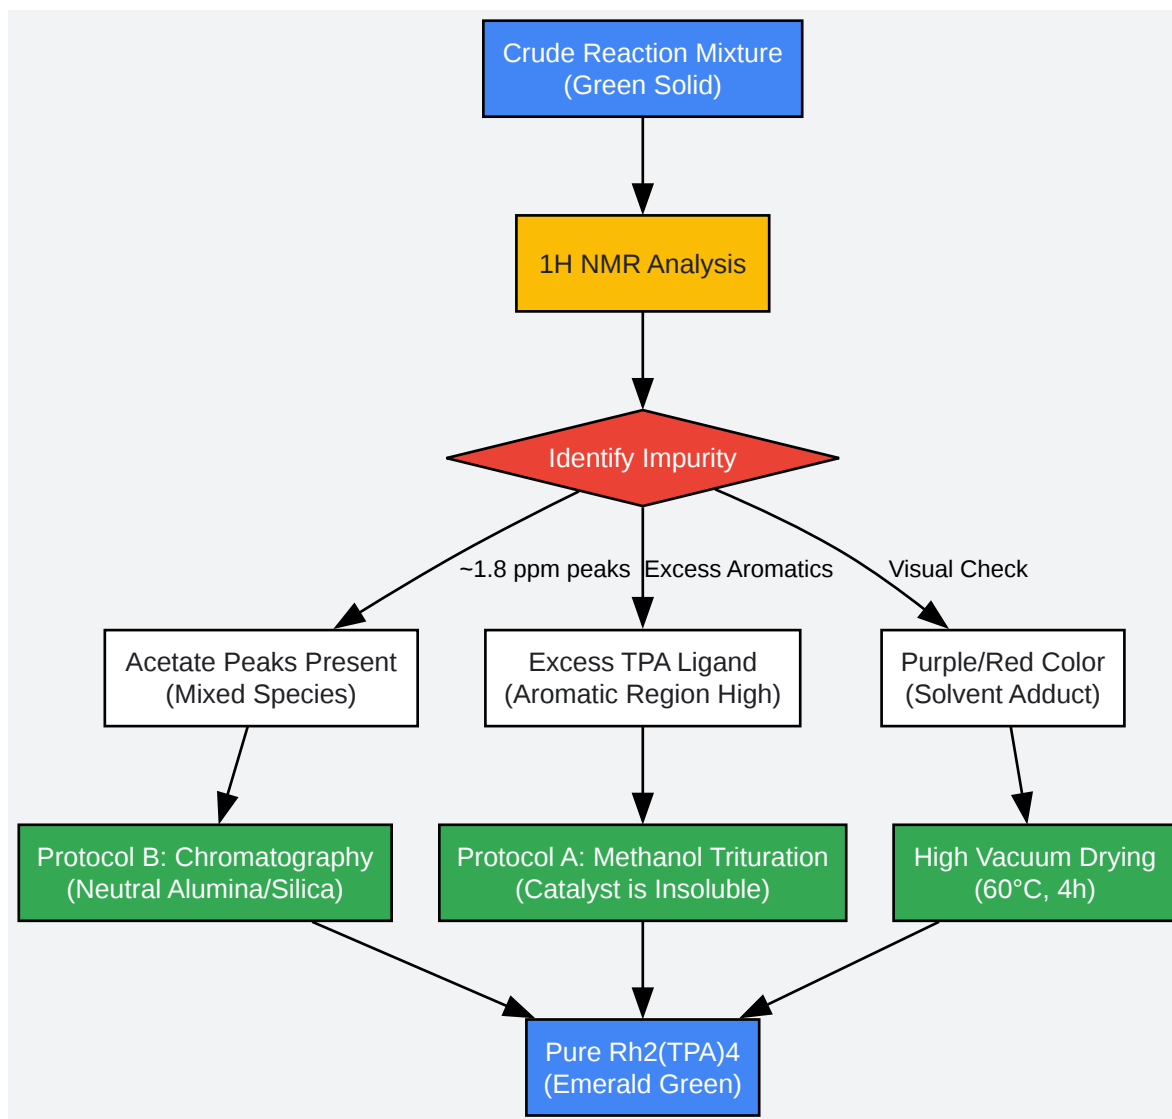 Crude Reaction Mixture
(Green Solid)
1H NMR Analysis
Identify Impurity
~1.8 ppm peaks
Excess Aromatics
Visual Check
Acetate Peaks Present
(Mixed Species)
Excess TPA Ligand
(Aromatic Region High)
Purple/Red Color
(Solvent Adduct)
Protocol B: Chromatography
(Neutral Alumina/Silica)
Protocol A: Methanol Trituration
(Catalyst is Insoluble)
High Vacuum Drying
(60°C, 4h)
Pure Rh2(TPA)4
(Emerald Green)